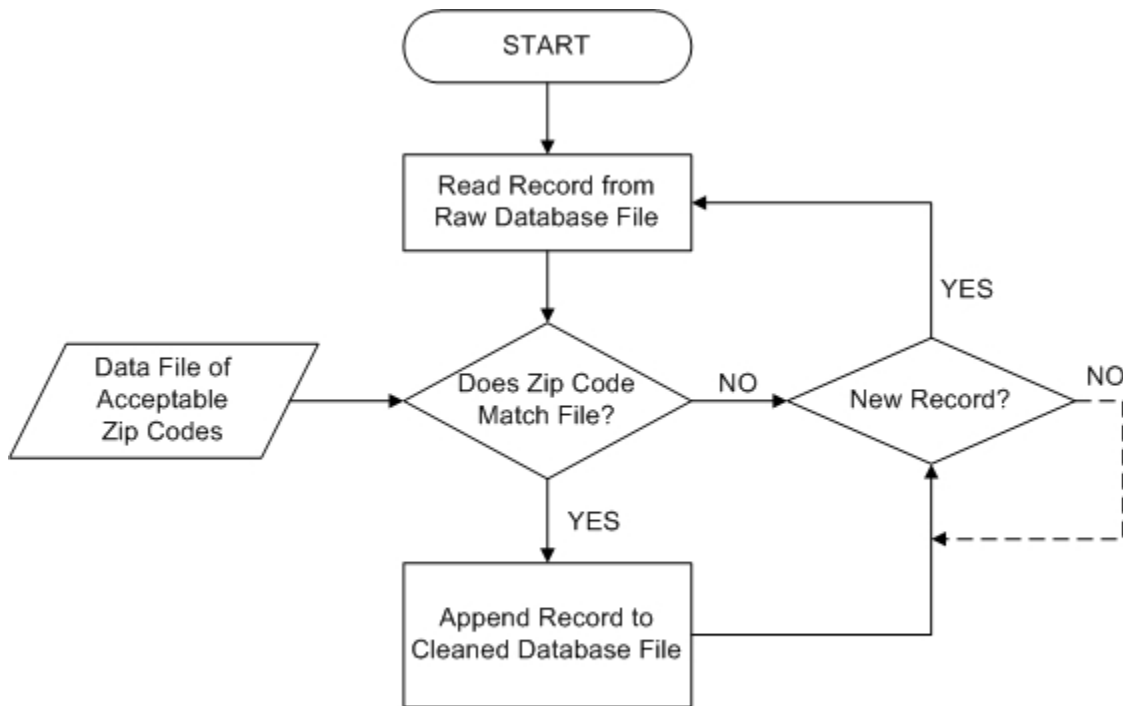 START
Read Record from
Raw Database File
YES
Data File of
Acceptable
Zip Codes
Does Zip Code
Match File?
NO
New Record?
NO
YES
Append Record to
Cleaned Database File